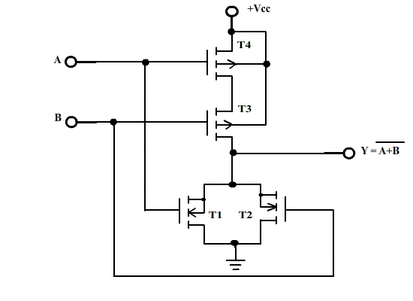 +Vcc
T4
A
T3
B
Y = A+B
T1 T2